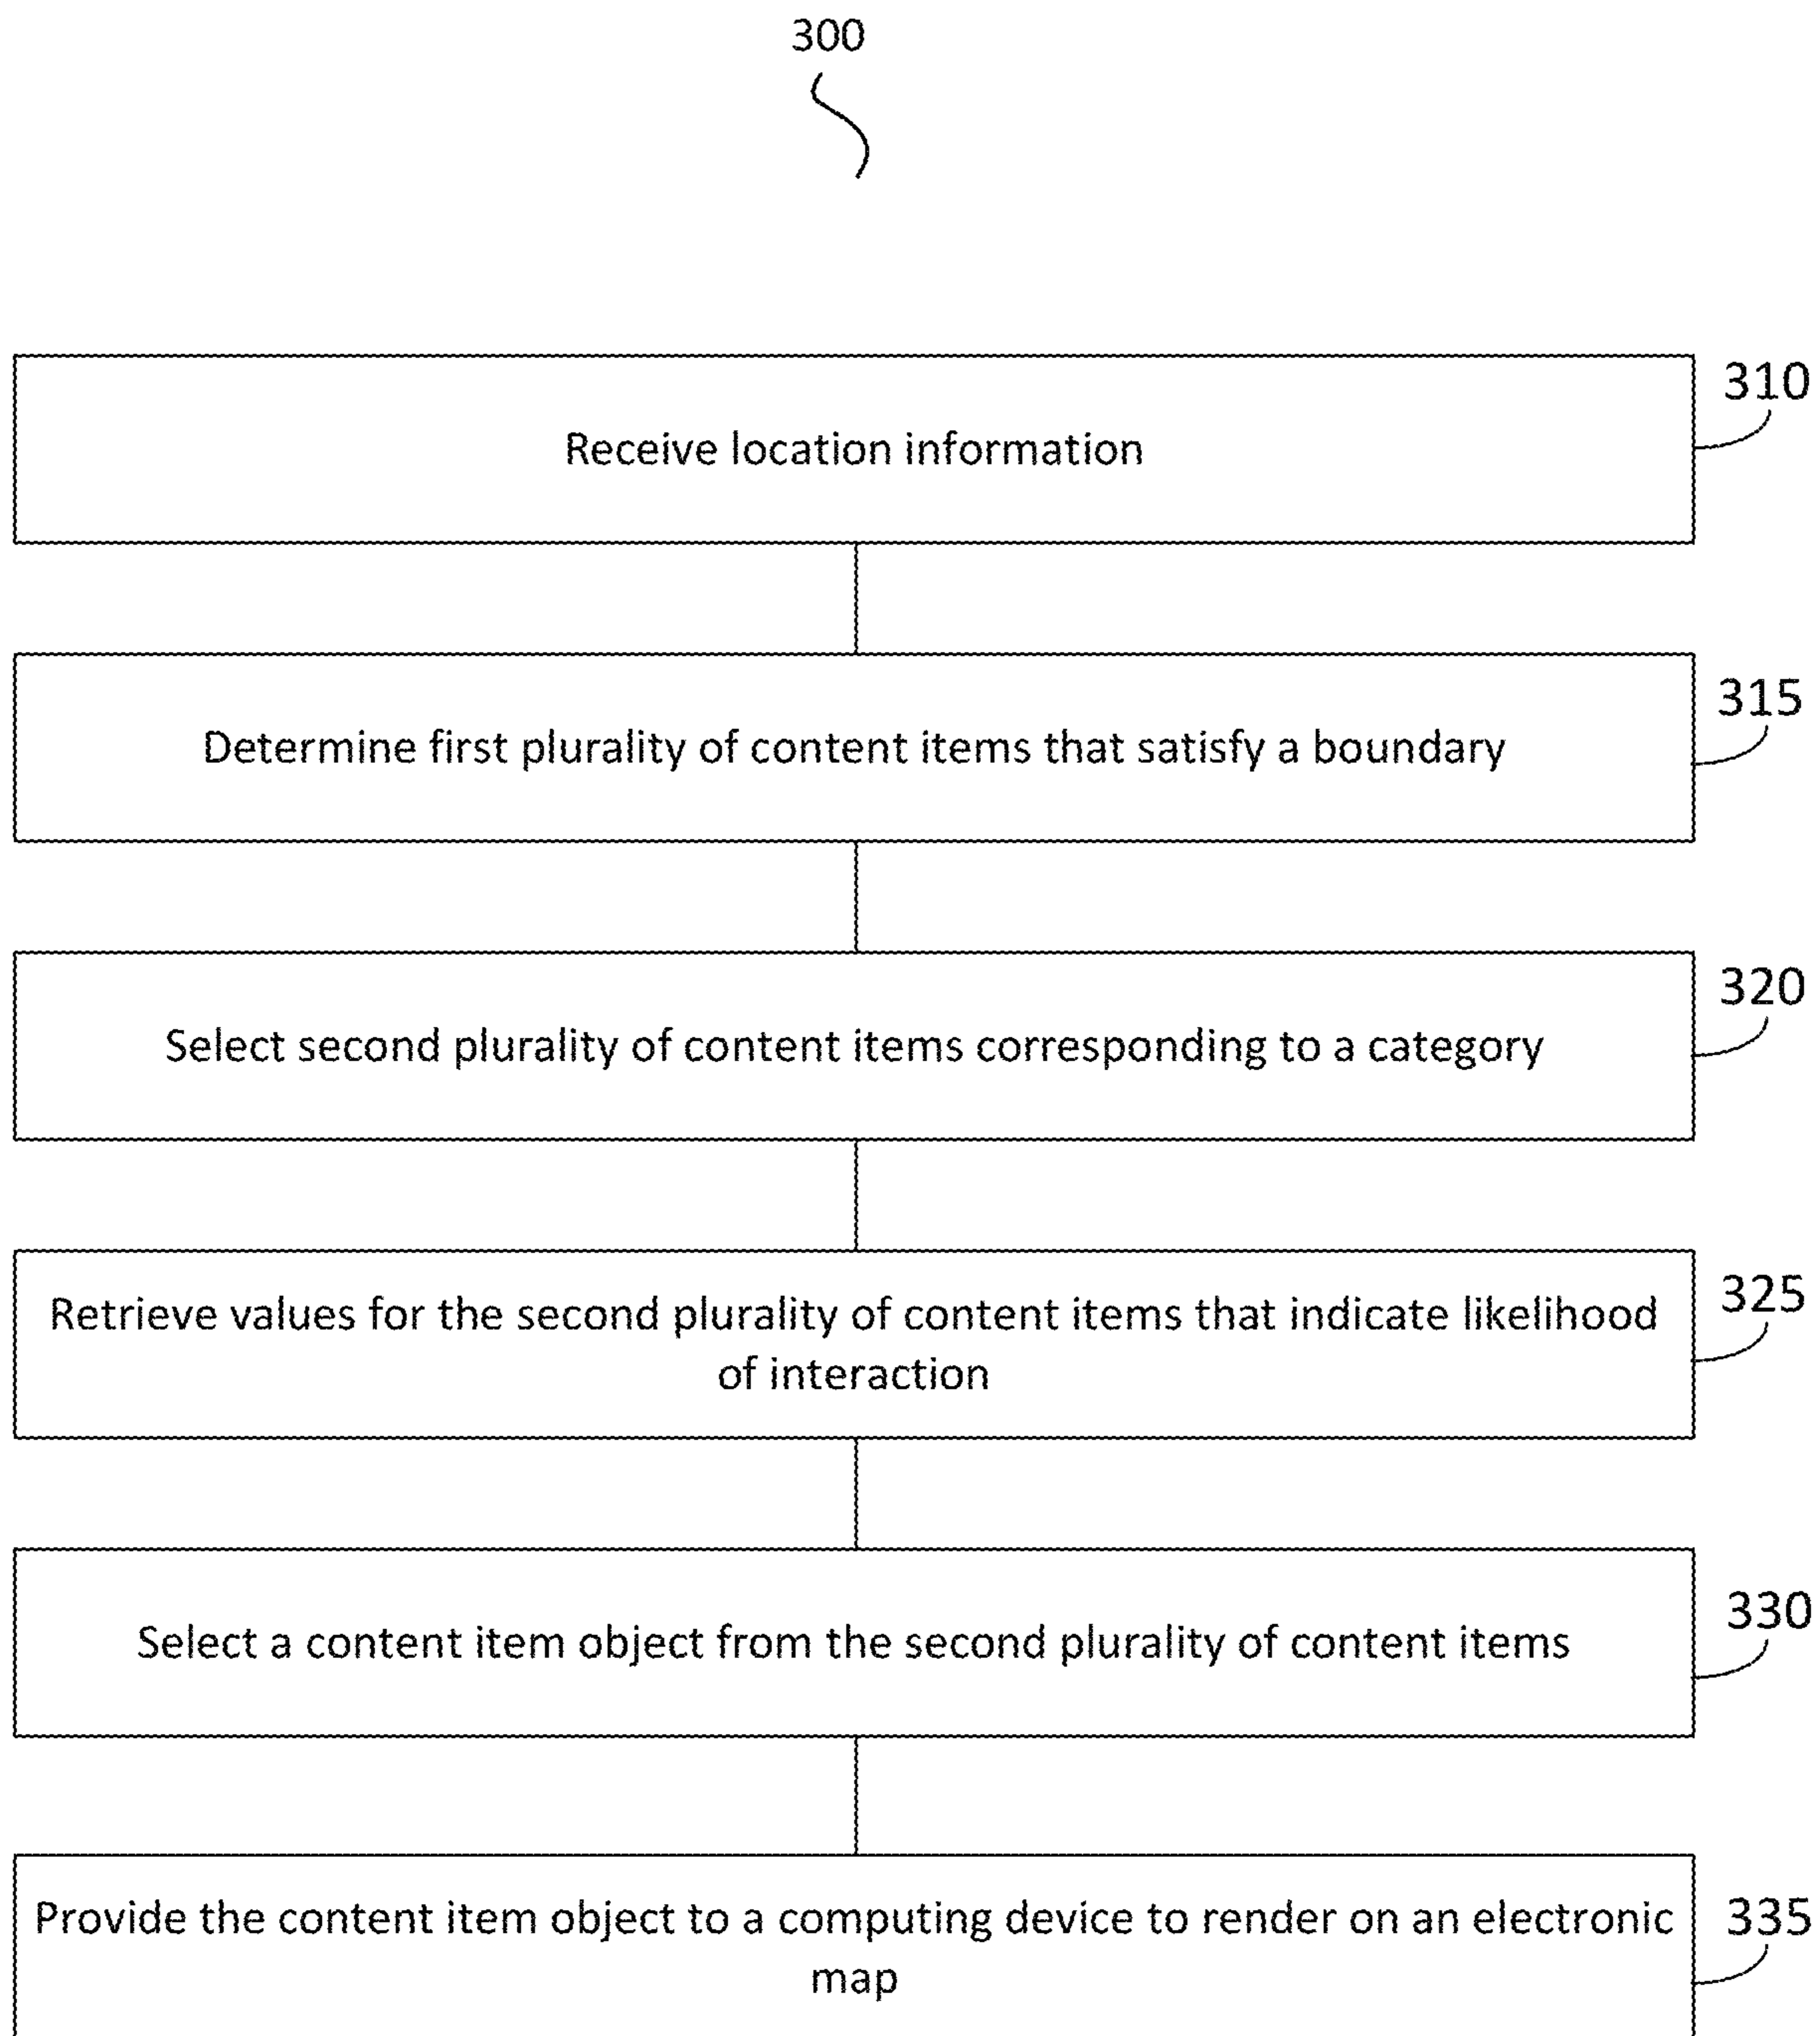 300
310
Receive location information
315
Determine first plurality of content items that satisfy a boundary
320
Select second plurality of content items corresponding to a category
325
Retrieve values for the second plurality of content items that indicate likelihood
of interaction
330
Select a content item object from the second plurality of content items
335
Provide the content item object to a computing device to render on an electronic
map